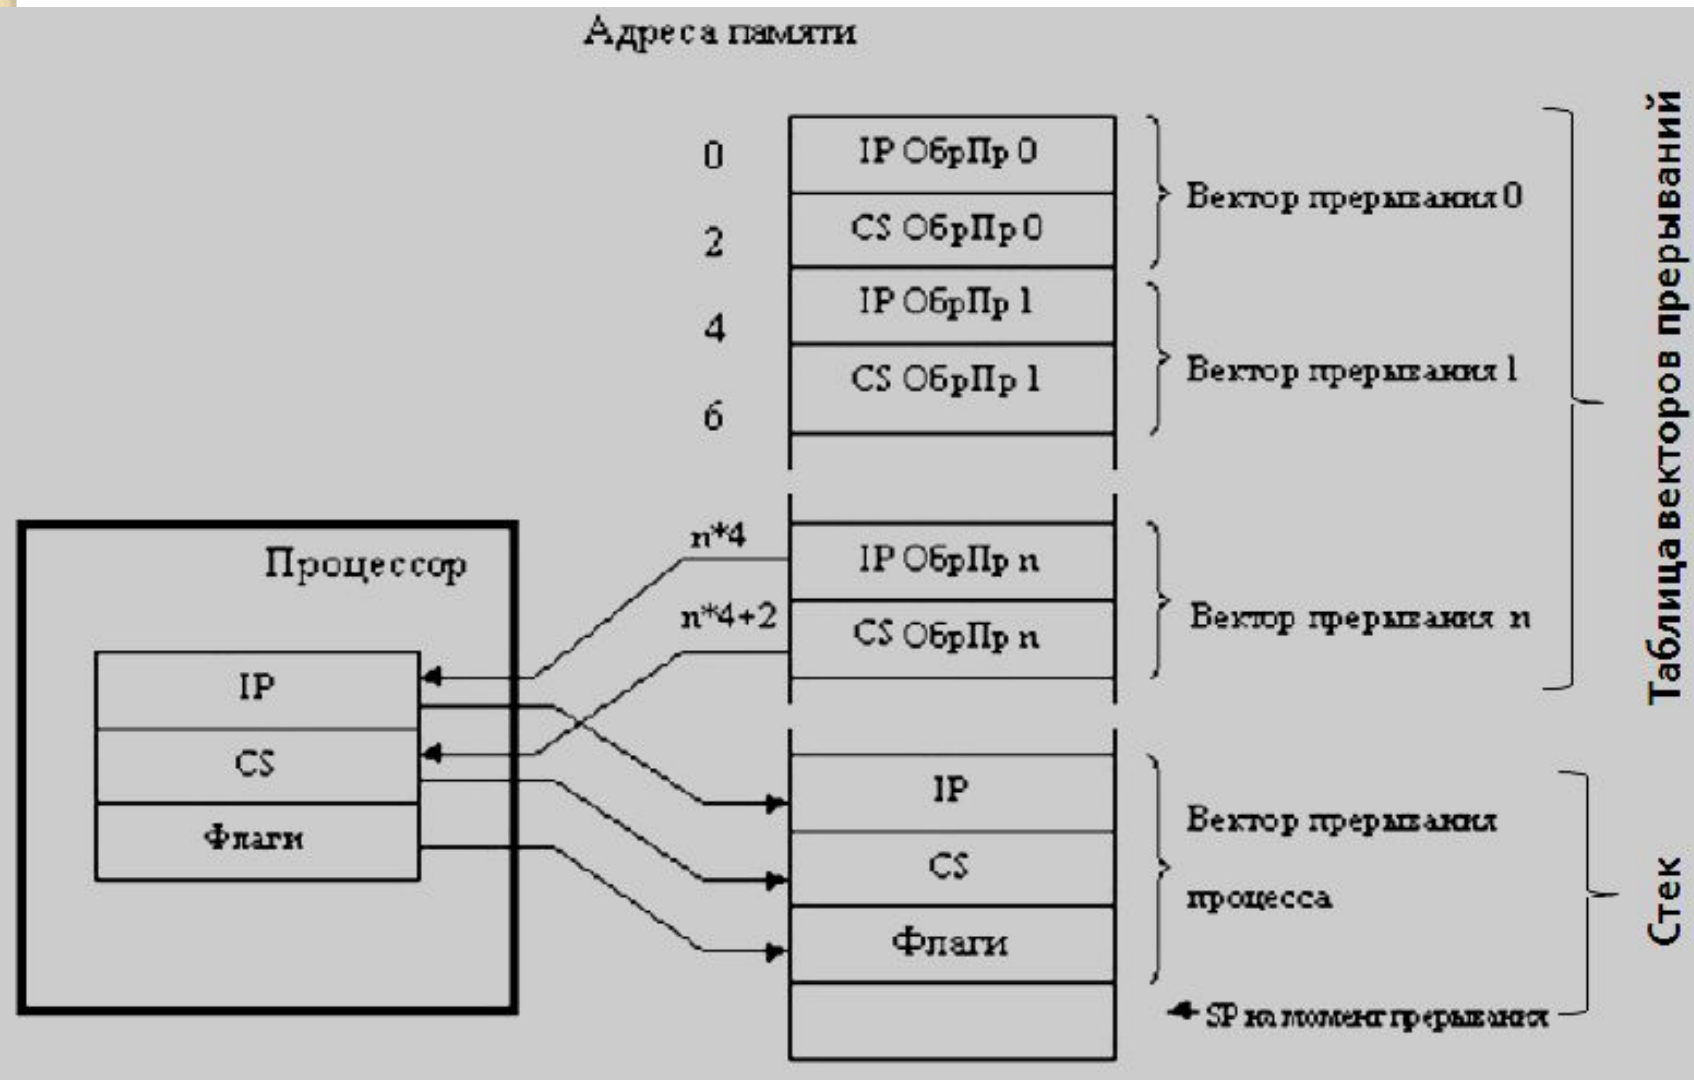 Адреса памяти
0
IP ОбрПр 0
Вектор прерывания 0
2
CS ОбрПр 0
4
IP ОбрПр 1
Вектор прерывания 1
6
CS ОбрПр 1
Таблица векторов прерываний
Процессор
n*4
IP ОбрПр n
n*4+2
CS ОбрПр n
Вектор прерывания n
IP
CS
Флаги
IP
CS
Флаги
Вектор прерывания
процесса
Стек
SP на момент прерывания